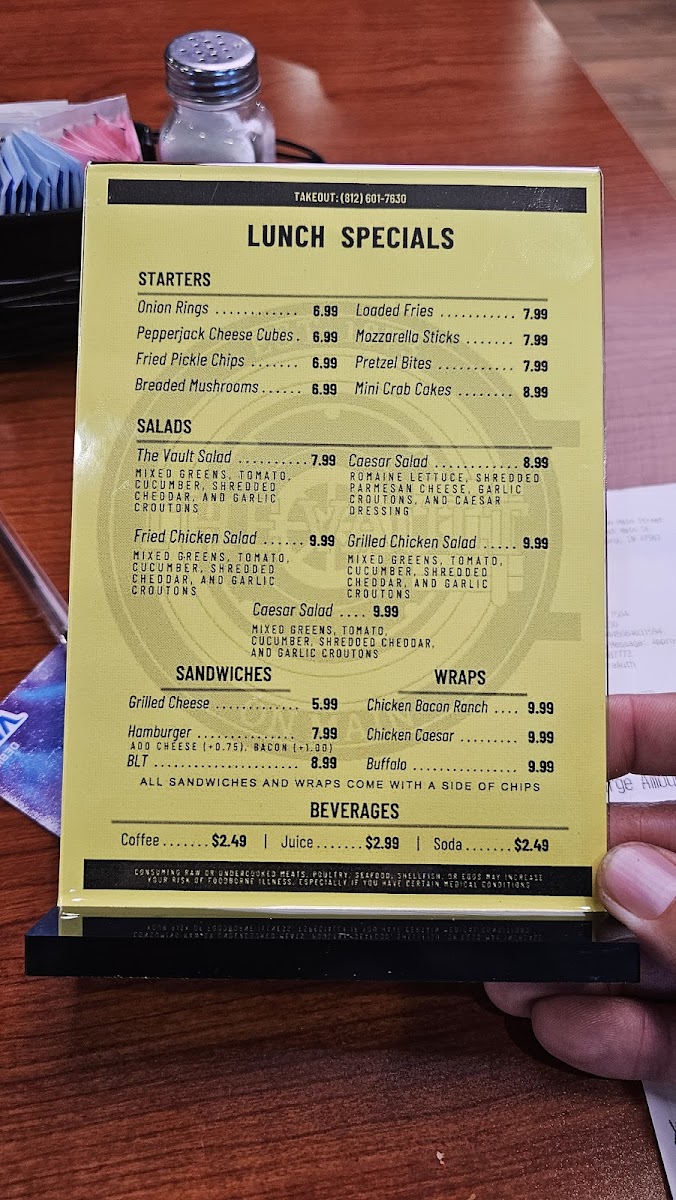 TAKEOUT: (812) 601-7630
LUNCH SPECIALS
STARTERS
Onion Rings ............ 6.99
Loaded Fries ........... 7.99
Pepperjack Cheese Cubes . 6.99
Mozzarella Sticks ....... 7.99
Fried Pickle Chips ....... 6.99
Pretzel Bites ............ 7.99
Breaded Mushrooms ...... 6.99
Mini Crab Cakes ........ 8.99
SALADS
The Vault Salad .......... 7.99
MIXED GREENS, TOMATO,
CUCUMBER, SHREDDED
CHEDDAR, AND GARLIC
CROUTONS
Caesar Salad ............ 8.99
ROMAINE LETTUCE, SHREDDED
PARMESAN CHEESE, GARLIC
CROUTONS, AND CAESAR
DRESSING
Fried Chicken Salad ...... 9.99
MIXED GREENS, TOMATO,
CUCUMBER, SHREDDED
CHEDDAR, AND GARLIC
CROUTONS
Grilled Chicken Salad ..... 9.99
MIXED GREENS, TOMATO,
CUCUMBER, SHREDDED
CHEDDAR, AND GARLIC
CROUTONS
Caesar Salad .... 9.99
MIXED GREENS, TOMATO,
CUCUMBER, SHREDDED CHEDDAR,
AND GARLIC CROUTONS
SANDWICHES
Grilled Cheese .............. 5.99
Hamburger ................. 7.99
ADD CHEESE (+0.75), BACON (+1.00)
BLT ........................ 8.99
WRAPS
Chicken Bacon Ranch .... 9.99
Chicken Caesar ......... 9.99
Buffalo ................. 9.99
ALL SANDWICHES AND WRAPS COME WITH A SIDE OF CHIPS
BEVERAGES
Coffee ....... $2.49 | Juice ....... $2.99 | Soda ....... $2.49
CONSUMING RAW OR UNDERCOOKED MEATS, POULTRY, SEAFOOD, SHELLFISH, OR EGGS MAY INCREASE
YOUR RISK OF FOODBORNE ILLNESS, ESPECIALLY IF YOU HAVE CERTAIN MEDICAL CONDITIONS
VAULT
ON MAIN